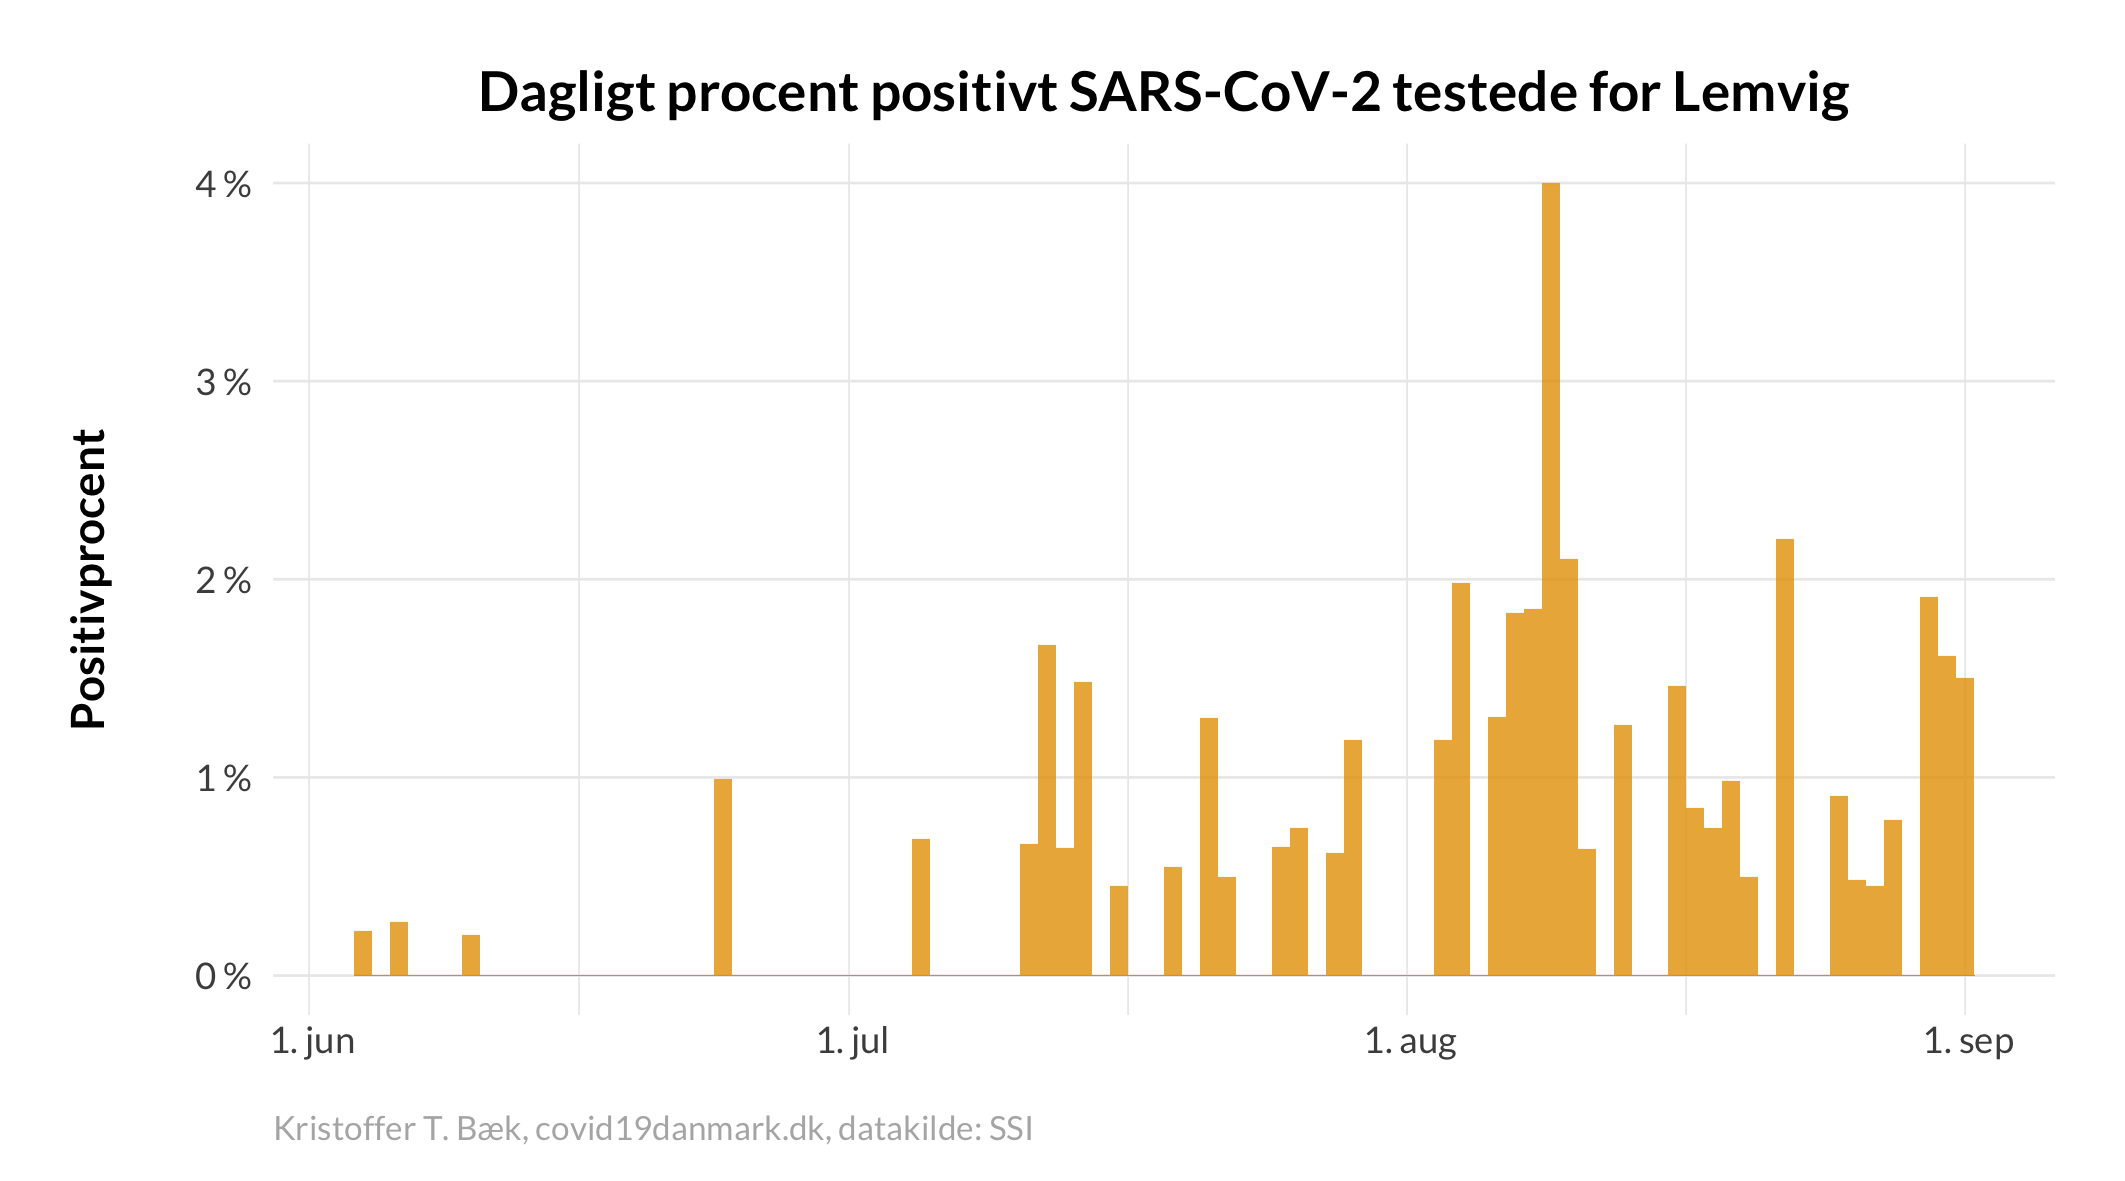 Dagligt procent positivt SARS-CoV-2 testede for Lemvig
Positivprocent
4 %
3 %
2 %
1 %
0 %
1. jun
1. jul
1. aug
1. sep
Kristoffer T. Bæk, covid19danmark.dk, datakilde: SSI